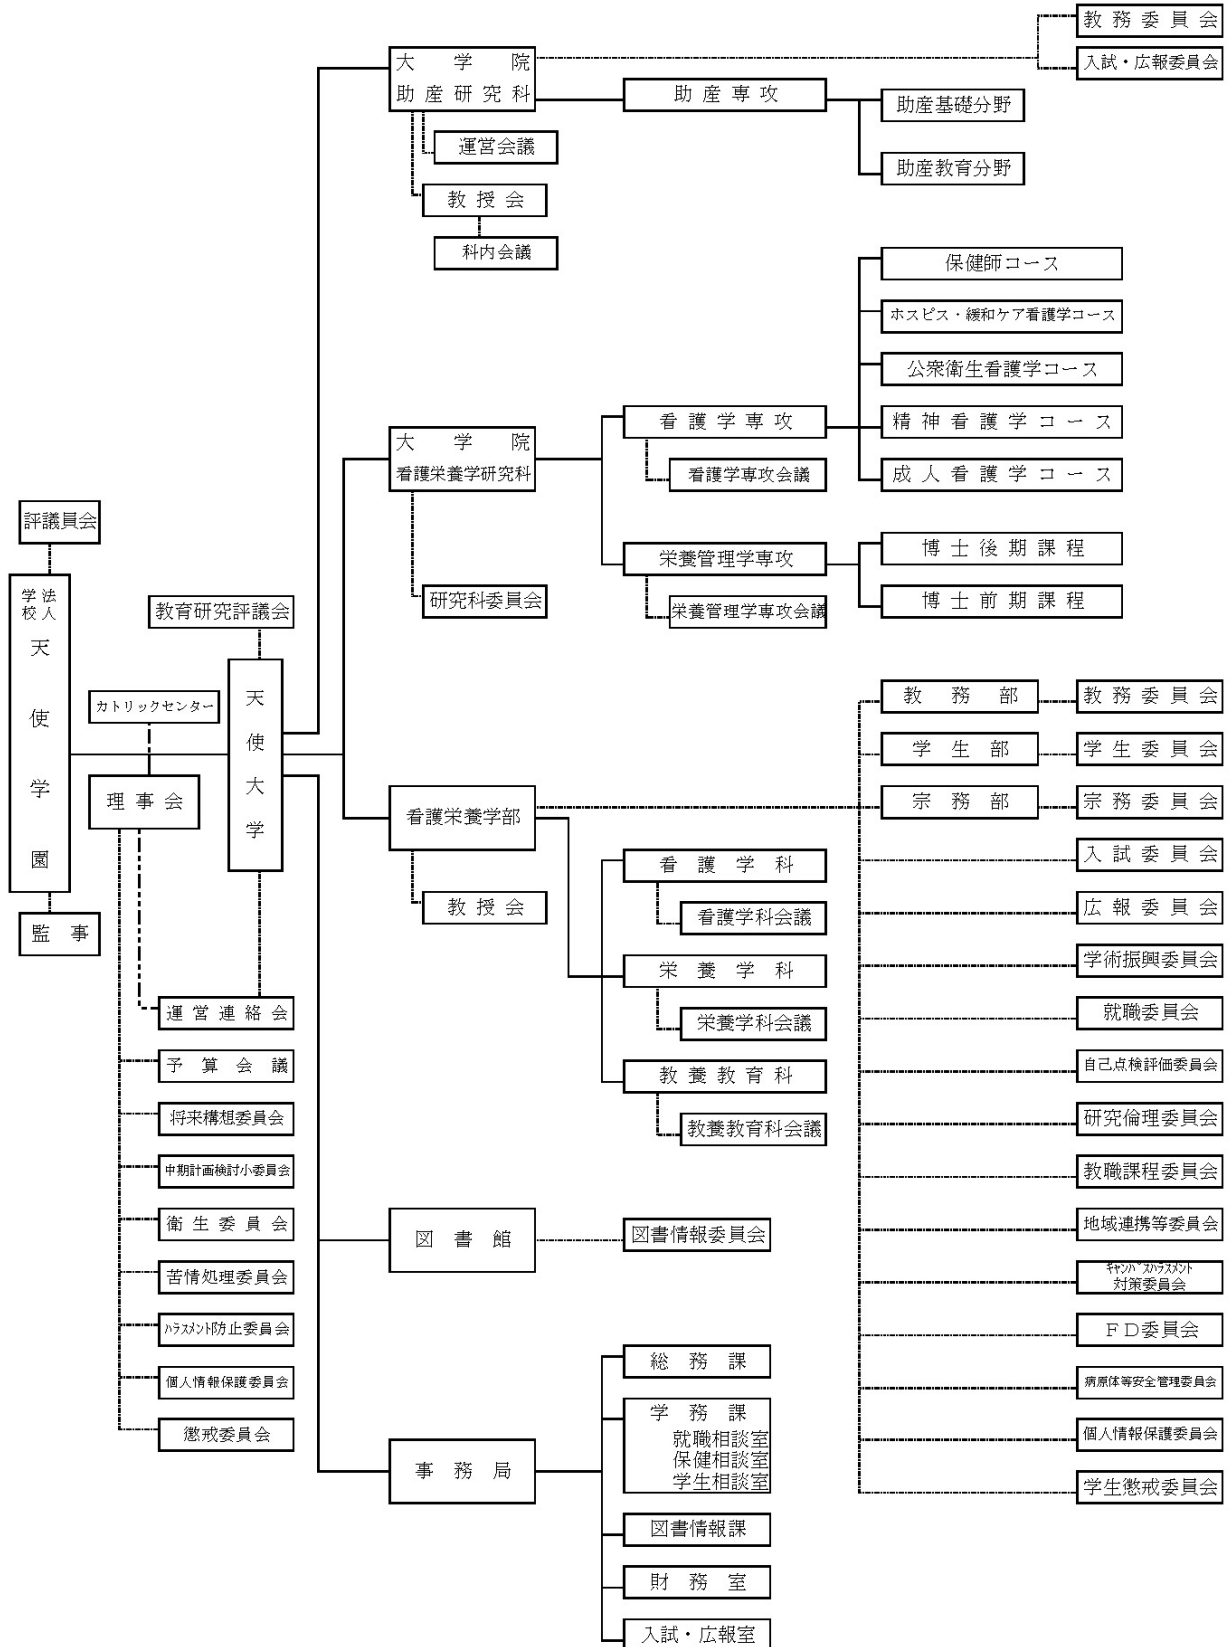 教務委員会
入試・広報委員会
大学院
助産研究科
助産専攻
助産基礎分野
助産教育分野
運営会議
教授会
科内会議
保健師コース
ホスピス・緩和ケア看護学コース
公衆衛生看護学コース
精神看護学コース
成人看護学コース
大学院
看護栄養学研究科
看護学専攻
看護学専攻会議
栄養管理学専攻
栄養管理学専攻会議
博士後期課程
博士前期課程
研究科委員会
評議員会
学校法人
天使学園
監事
教育研究評議会
カトリックセンター
理事会
天使大学
運営連絡会
予算会議
将来構想委員会
中期計画検討小委員会
衛生委員会
苦情処理委員会
ハラスメント防止委員会
個人情報保護委員会
懲戒委員会
看護栄養学部
教授会
看護学科
看護学科会議
栄養学科
栄養学科会議
教養教育科
教養教育科会議
教務部
教務委員会
学生部
学生委員会
宗務部
宗務委員会
入試委員会
広報委員会
学術振興委員会
就職委員会
自己点検評価委員会
研究倫理委員会
教職課程委員会
地域連携等委員会
キャンパスハラスメント
対策委員会
ＦＤ委員会
病原体等安全管理委員会
個人情報保護委員会
学生懲戒委員会
図書館
図書情報委員会
事務局
総務課
学務課
就職相談室
保健相談室
学生相談室
図書情報課
財務室
入試・広報室